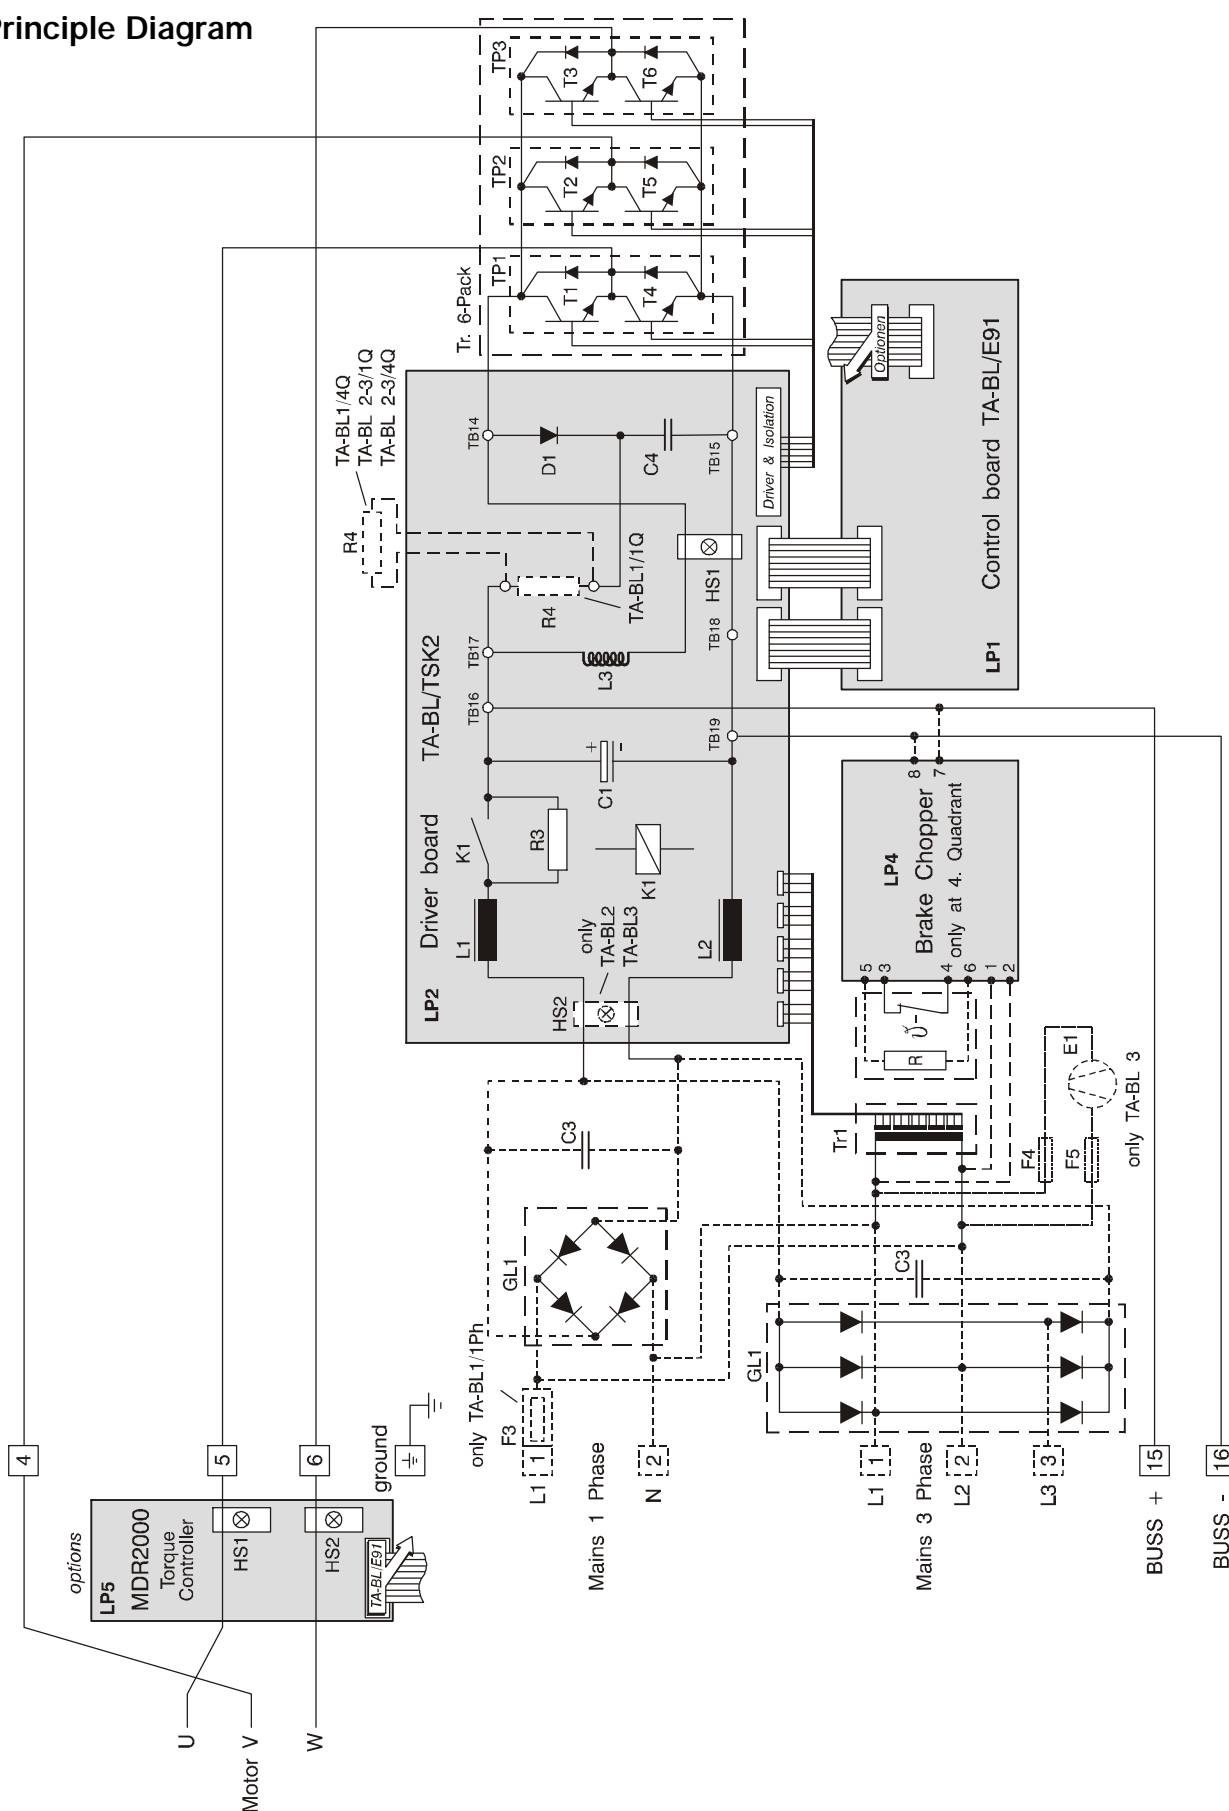 Principle Diagram
TP3
T3
T6
TP2
T2
T5
TP1
T1
T4
Tr. 6-Pack
TA-BL1/4Q
TA-BL 2-3/1Q
TA-BL 2-3/4Q
R4
TB14
D1
C4
TB15
Driver & Isolation
Optionen
Control board TA-BL/E91
LP1
R4
TA-BL1/1Q
HS1
TB18
TB17
L3
TB16
TB19
TA-BL/TSK2
Driver board
LP2
C1
+
-
K1
R3
K1
L1
L2
only
TA-BL2
TA-BL3
HS2
LP4
Brake Chopper
only at 4. Quadrant
8
7
5
3
4
6
1
2
R
ϑ
Tr1
E1
F4
F5
only TA-BL 3
C3
GL1
only TA-BL1/1Ph
F3
L1 1
N 2
Mains 1 Phase
C3
GL1
L1 1
L2 2
L3 3
Mains 3 Phase
BUSS + 15
BUSS - 16
4
5
6
ground
options
LP5
MDR2000
Torque
Controller
HS1
HS2
TA-BL/E91
U
Motor V
W